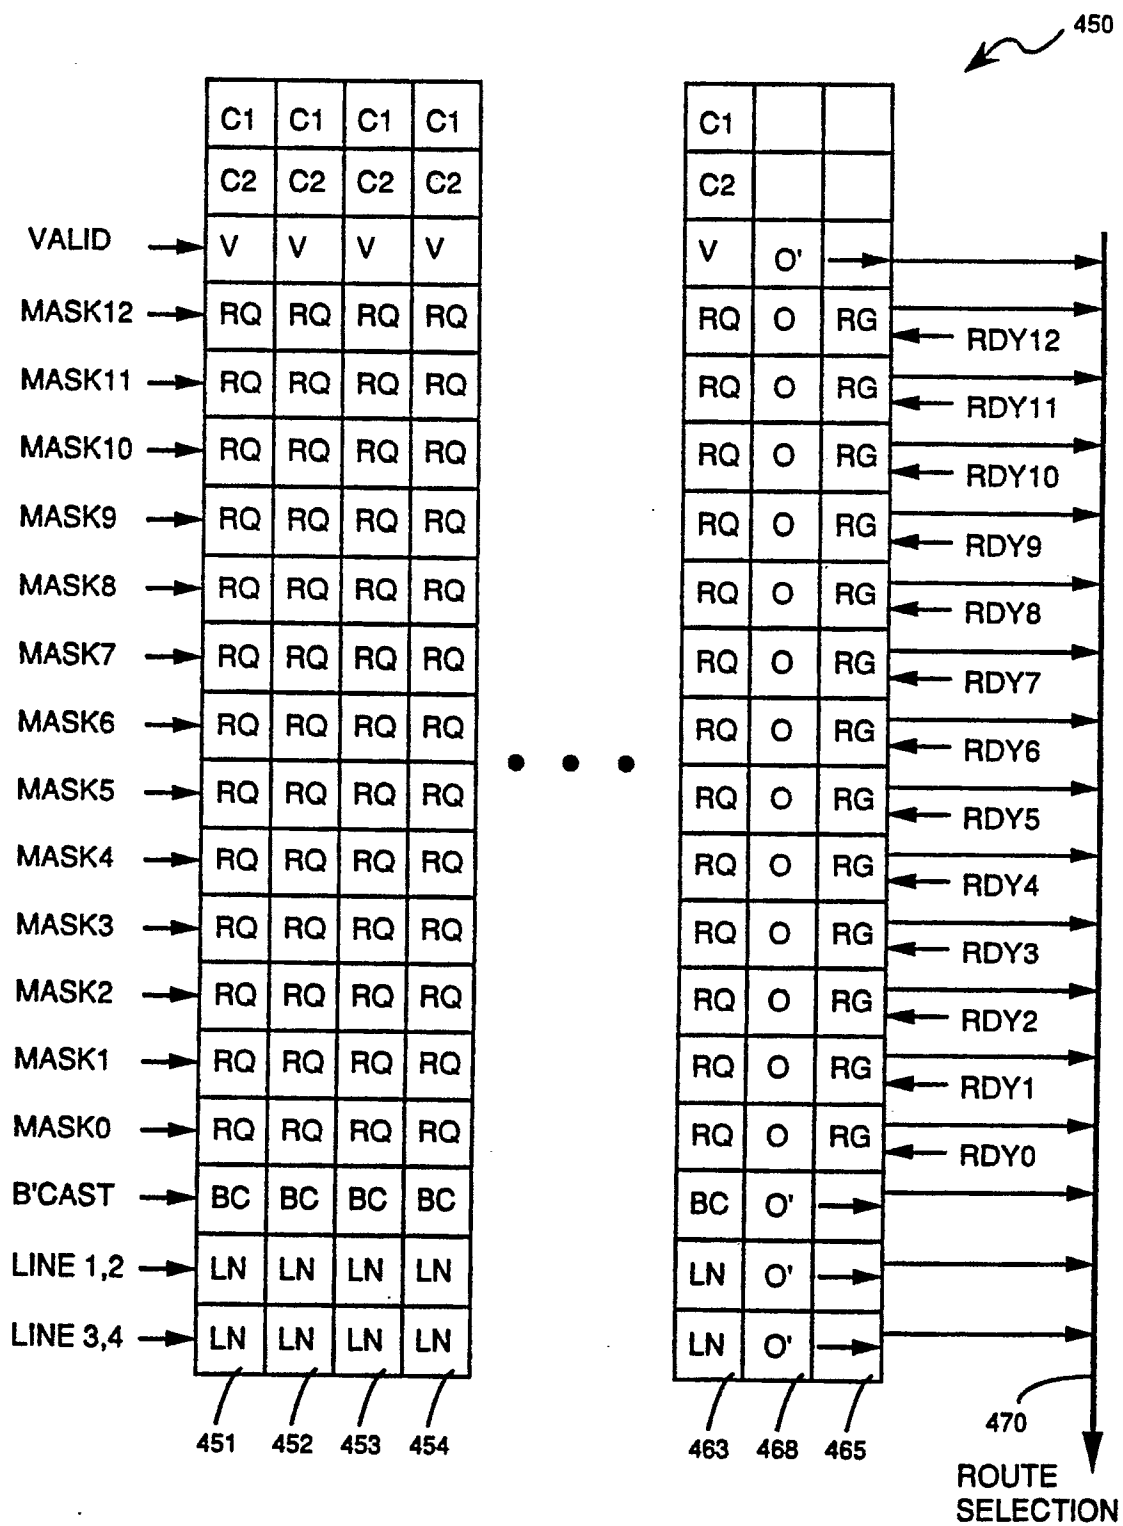 450
C1 C1 C1 C1 C1
C2 C2 C2 C2 C2
VALID V V V V V O'
MASK12 RQ RQ RQ RQ RQ O RG RDY12
MASK11 RQ RQ RQ RQ RQ O RG RDY11
MASK10 RQ RQ RQ RQ RQ O RG RDY10
MASK9 RQ RQ RQ RQ RQ O RG RDY9
MASK8 RQ RQ RQ RQ RQ O RG RDY8
MASK7 RQ RQ RQ RQ RQ O RG RDY7
MASK6 RQ RQ RQ RQ RQ O RG RDY6
MASK5 RQ RQ RQ RQ RQ O RG RDY5
MASK4 RQ RQ RQ RQ RQ O RG RDY4
MASK3 RQ RQ RQ RQ RQ O RG RDY3
MASK2 RQ RQ RQ RQ RQ O RG RDY2
MASK1 RQ RQ RQ RQ RQ O RG RDY1
MASK0 RQ RQ RQ RQ RQ O RG RDY0
B'CAST BC BC BC BC BC O'
LINE 1,2 LN LN LN LN LN O'
LINE 3,4 LN LN LN LN LN O'
451 452 453 454 463 468 465 470
ROUTE
SELECTION